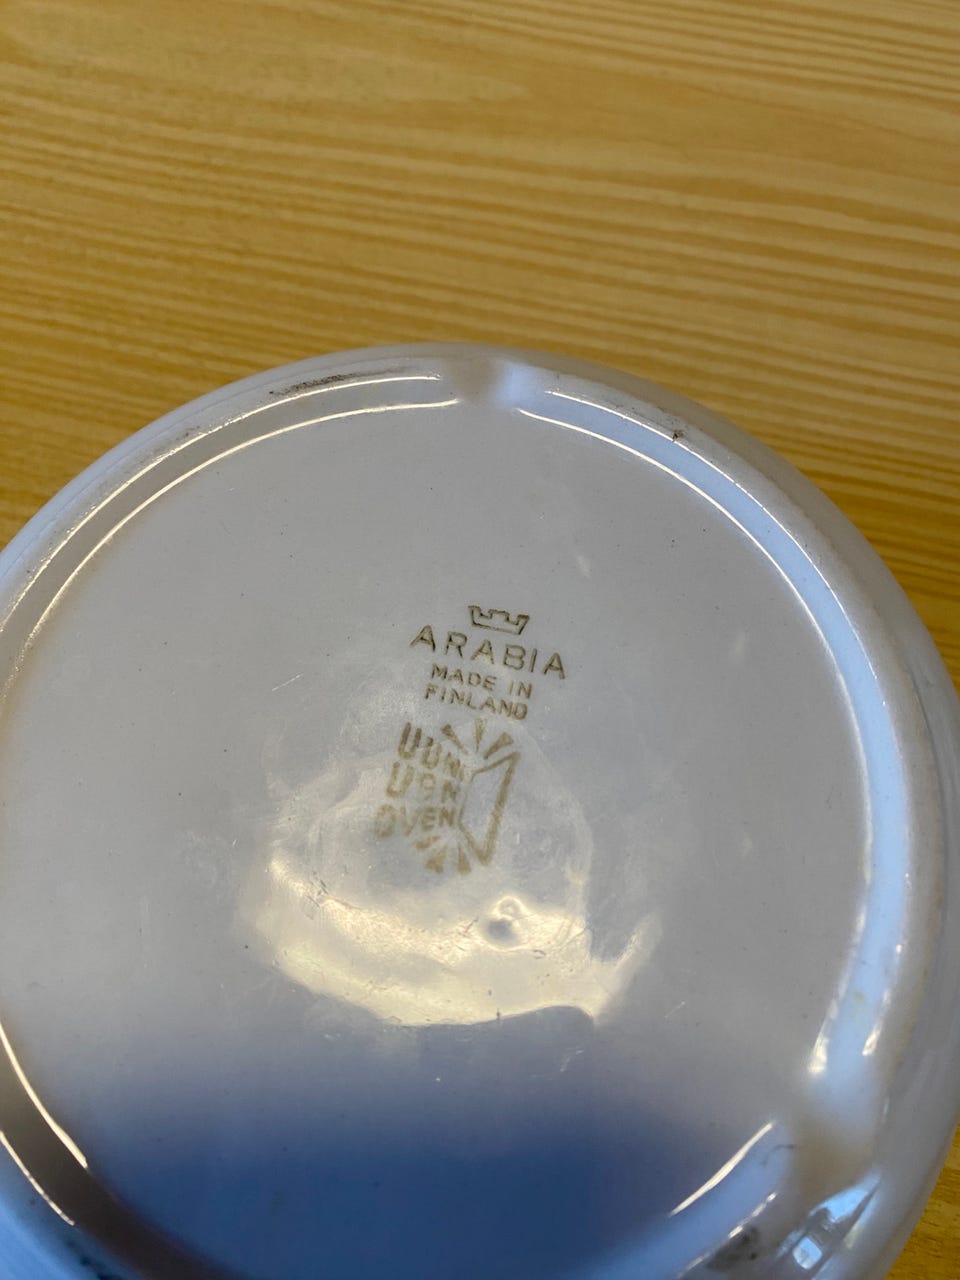 ARABIA
MADE IN
FINLAND
UUNI
UGN
OVEN